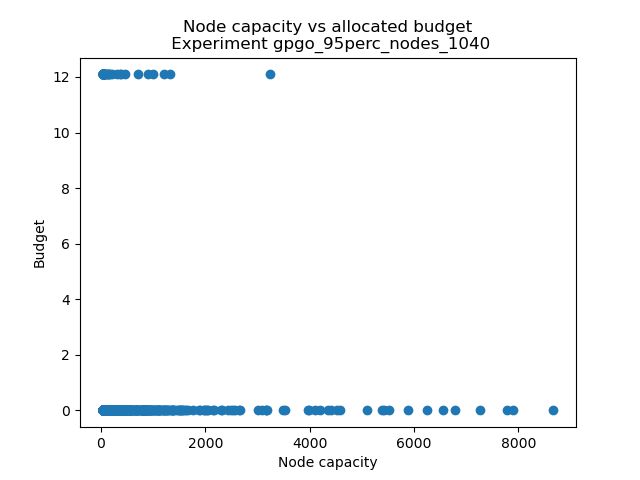 Node capacity vs allocated budget
Experiment gpgo_95perc_nodes_1040
Budget
12
10
8
6
4
2
0
0 2000 4000 6000 8000
Node capacity